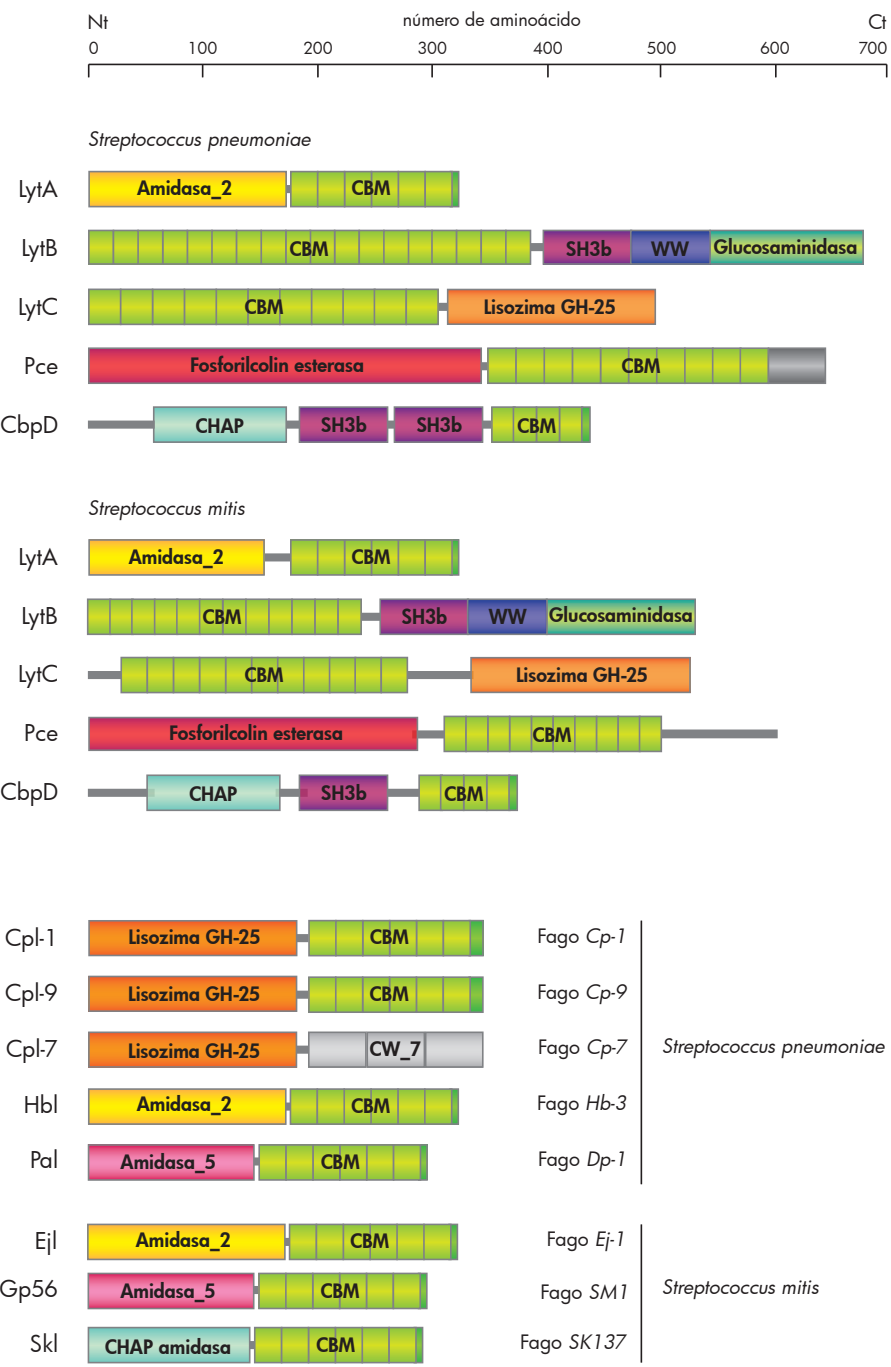 Nt número de aminoácido Ct
0 100 200 300 400 500 600 700
Streptococcus pneumoniae
LytA Amidasa_2 CBM
LytB CBM SH3b WW Glucosaminidasa
LytC CBM Lisozima GH-25
Pce Fosforilcolin esterasa CBM
CbpD CHAP SH3b SH3b CBM
Streptococcus mitis
LytA Amidasa_2 CBM
LytB CBM SH3b WW Glucosaminidasa
LytC CBM Lisozima GH-25
Pce Fosforilcolin esterasa CBM
CbpD CHAP SH3b CBM
Cpl-1 Lisozima GH-25 CBM Fago Cp-1
Cpl-9 Lisozima GH-25 CBM Fago Cp-9
Cpl-7 Lisozima GH-25 CW_7 Fago Cp-7 Streptococcus pneumoniae
Hbl Amidasa_2 CBM Fago Hb-3
Pal Amidasa_5 CBM Fago Dp-1
Ejl Amidasa_2 CBM Fago Ej-1
Gp56 Amidasa_5 CBM Fago SM1 Streptococcus mitis
Skl CHAP amidasa CBM Fago SK137